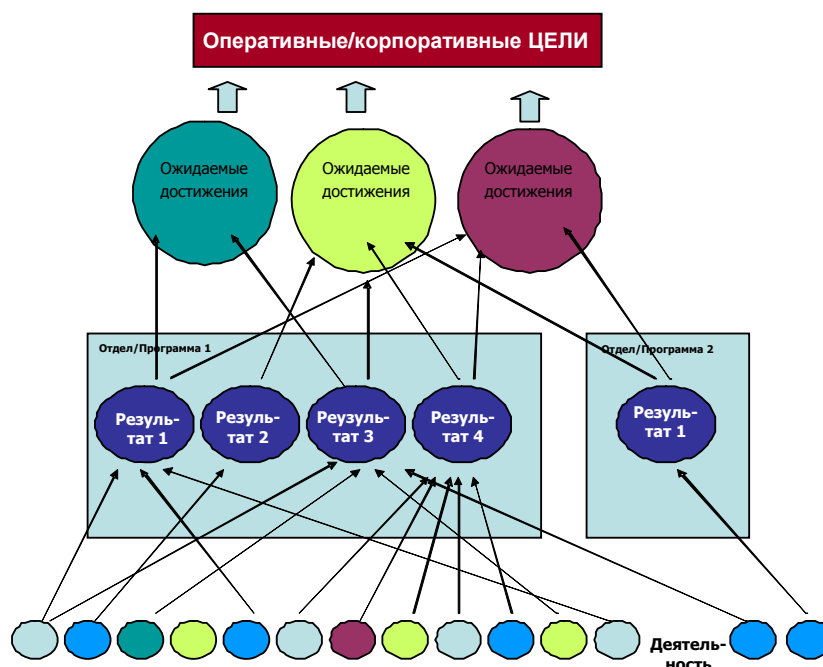 Оперативные/корпоративные ЦЕЛИ
Ожидаемые
достижения
Ожидаемые
достижения
Ожидаемые
достижения
Отдел/Программа 1
Отдел/Программа 2
Резуль-
тат 1
Резуль-
тат 2
Реузуль-
тат 3
Резуль-
тат 4
Резуль-
тат 1
Деятель-
ность